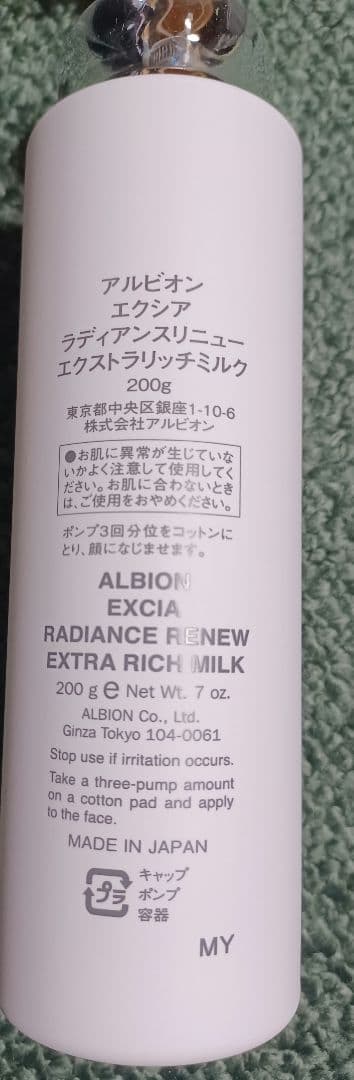 アルビオン
エクシア
ラディアンスリニュー
エクストラリッチミルク
200g
東京都中央区銀座1-10-6
株式会社アルビオン
●お肌に異常が生じていな
いかよく注意して使用してく
ださい。お肌に合わないとき
は、ご使用をおやめください。
ポンプ3回分位をコットンに
とり、顔になじませます。
ALBION
EXCIA
RADIANCE RENEW
EXTRA RICH MILK
200 g e Net Wt. 7 oz.
ALBION Co., Ltd.
Ginza Tokyo 104-0061
Stop use if irritation occurs.
Take a three-pump amount
on a cotton pad and apply
to the face.
MADE IN JAPAN
プラ
キャップ
ポンプ
容器
MY